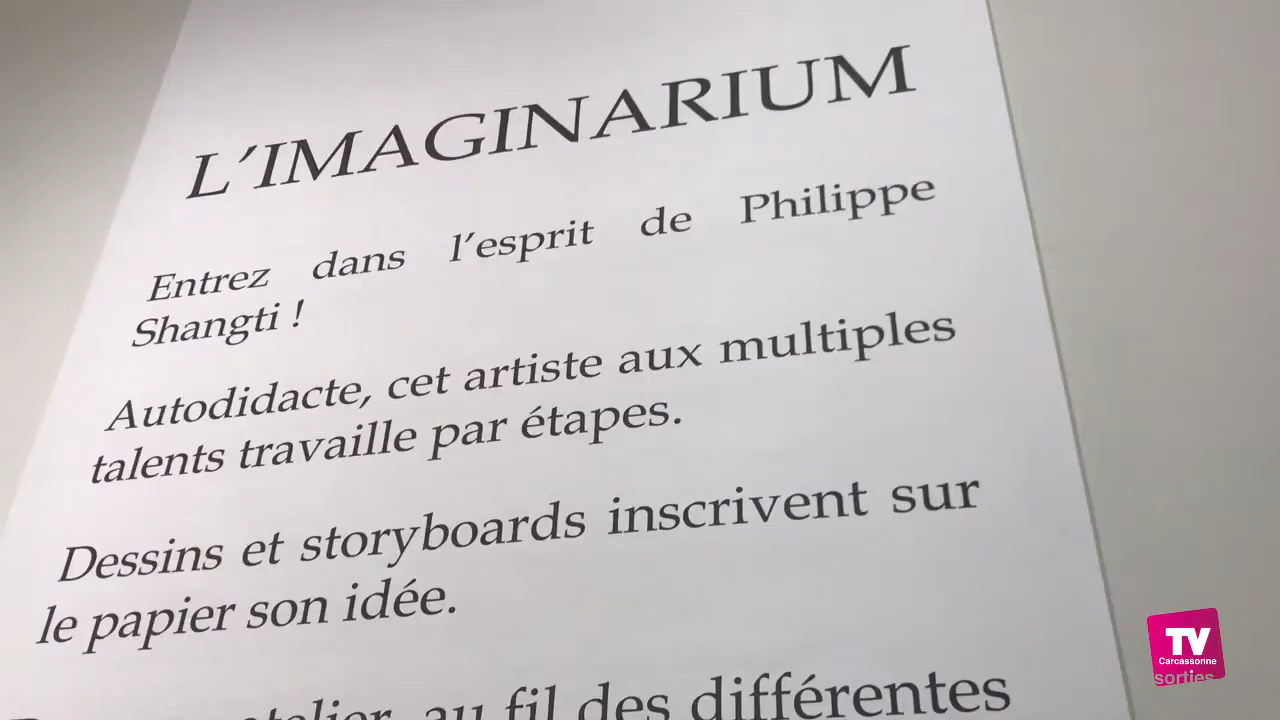 L'IMAGINARIUM
Entrez dans l'esprit de Philippe
Shangti !
Autodidacte, cet artiste aux multiples
talents travaille par étapes.
Dessins et storyboards inscrivent sur
le papier son idée.
atelier, au fil des différentes
TV
Carcassonne
sorties